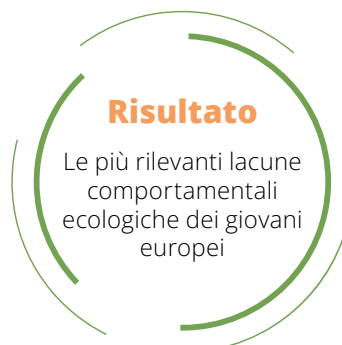 Risultato
Le più rilevanti lacune
comportamentali
ecologiche dei giovani
europei